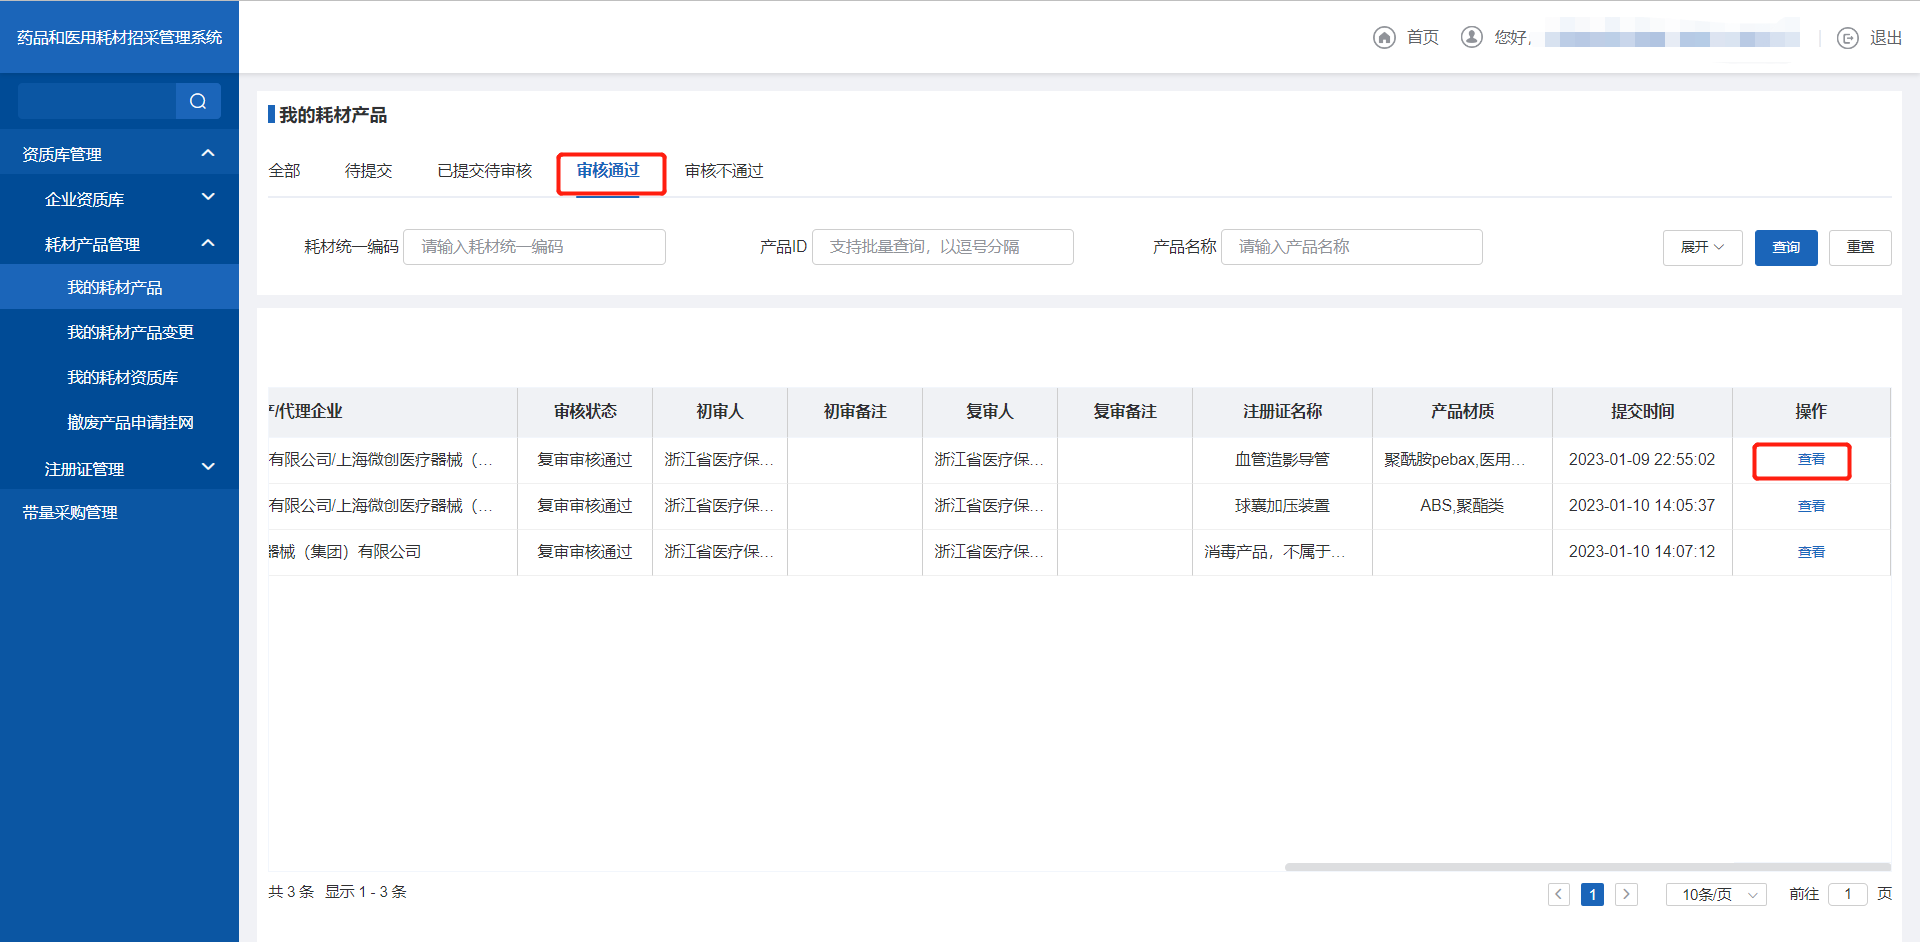 药品和医用耗材招采管理系统
首页
您好,
退出
资质库管理
企业资质库
耗材产品管理
我的耗材产品
我的耗材产品变更
我的耗材资质库
撤废产品申请挂网
注册证管理
带量采购管理
我的耗材产品
全部 待提交 已提交待审核 审核通过 审核不通过
耗材统一编码 请输入耗材统一编码 产品ID 支持批量查询，以逗号分隔 产品名称 请输入产品名称 展开 查询 重置
/代理企业 审核状态 初审人 初审备注 复审人 复审备注 注册证名称 产品材质 提交时间 操作
有限公司/上海微创医疗器械（... 复审审核通过 浙江省医疗保... 浙江省医疗保... 血管造影导管 聚酰胺pebax,医用... 2023-01-09 22:55:02 查看
有限公司/上海微创医疗器械（... 复审审核通过 浙江省医疗保... 浙江省医疗保... 球囊加压装置 ABS,聚酯类 2023-01-10 14:05:37 查看
器械（集团）有限公司 复审审核通过 浙江省医疗保... 浙江省医疗保... 消毒产品，不属于... 2023-01-10 14:07:12 查看
共 3 条 显示 1 - 3 条 1 10条/页 前往 1 页